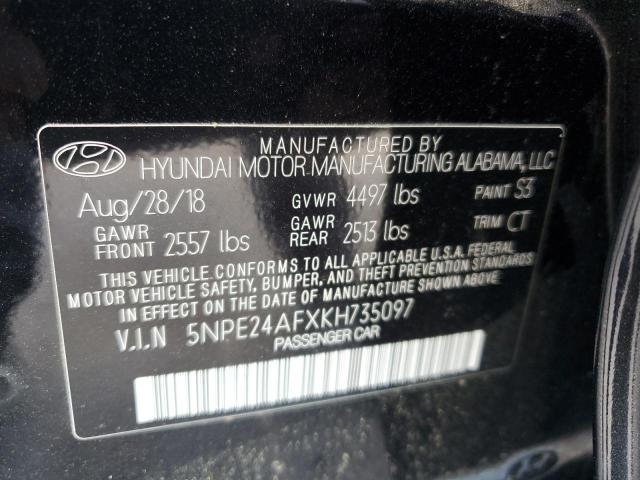 MANUFACTURED BY
HYUNDAI MOTOR MANUFACTURING ALABAMA, LLC
Aug/28/18 GVWR 4497 lbs PAINT S3
GAWR FRONT 2557 lbs GAWR REAR 2513 lbs TRIM CT
THIS VEHICLE CONFORMS TO ALL APPLICABLE U.S.A. FEDERAL
MOTOR VEHICLE SAFETY, BUMPER, AND THEFT PREVENTION STANDARDS
IN EFFECT ON THE DATE OF MANUFACTURE SHOWN ABOVE.
V.I.N 5NPE24AFXKH735097
PASSENGER CAR